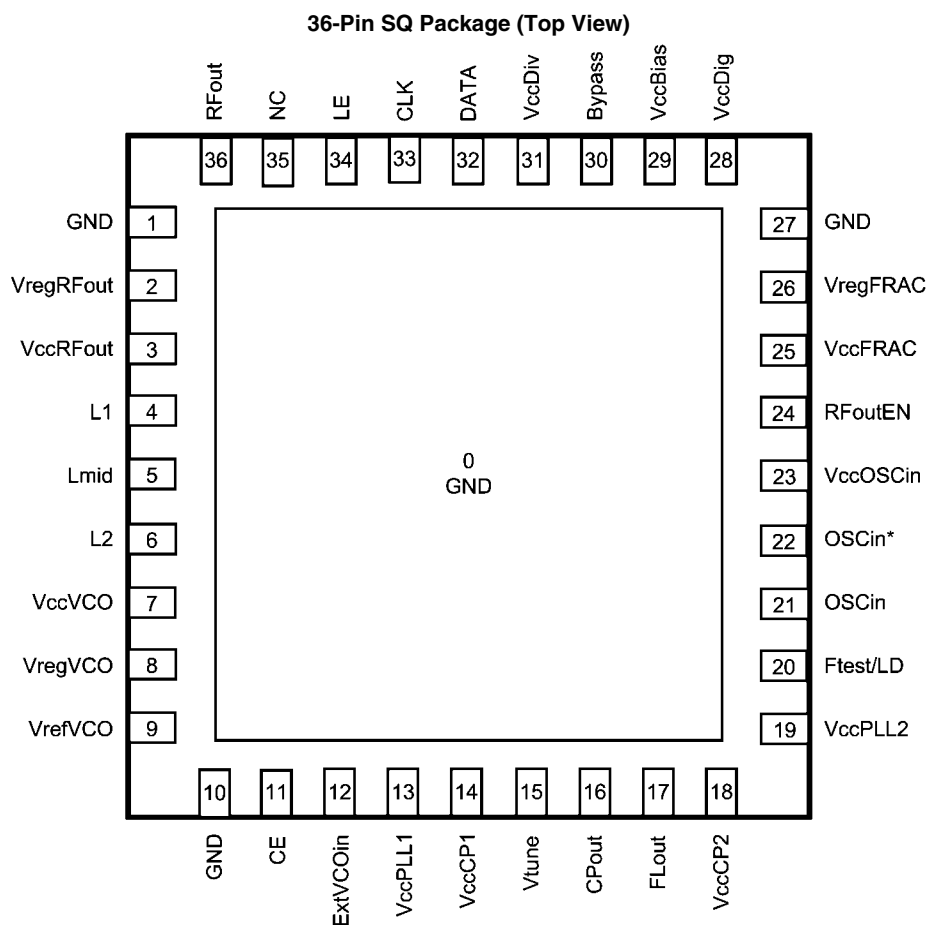 36-Pin SQ Package (Top View)
RFout
NC
LE
CLK
DATA
VccDiv
Bypass
VccBias
VccDig
36
35
34
33
32
31
30
29
28
GND 1
27 GND
VregRFout 2
26 VregFRAC
VccRFout 3
25 VccFRAC
L1 4
24 RFoutEN
Lmid 5
0
GND
23 VccOSCin
L2 6
22 OSCin*
VccVCO 7
21 OSCin
VregVCO 8
20 Ftest/LD
VrefVCO 9
19 VccPLL2
10
11
12
13
14
15
16
17
18
GND
CE
ExtVCOin
VccPLL1
VccCP1
Vtune
CPout
FLout
VccCP2